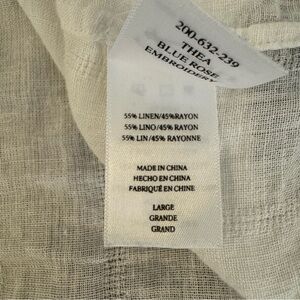 200-632-239
THEA
BLUE ROSE
EMBROIDERY
55% LINEN/45%RAYON
55% LINO/45% RAYON
55% LIN/45% RAYONNE
MADE IN CHINA
HECHO EN CHINA
FABRIQUÉ EN CHINE
LARGE
GRANDE
GRAND